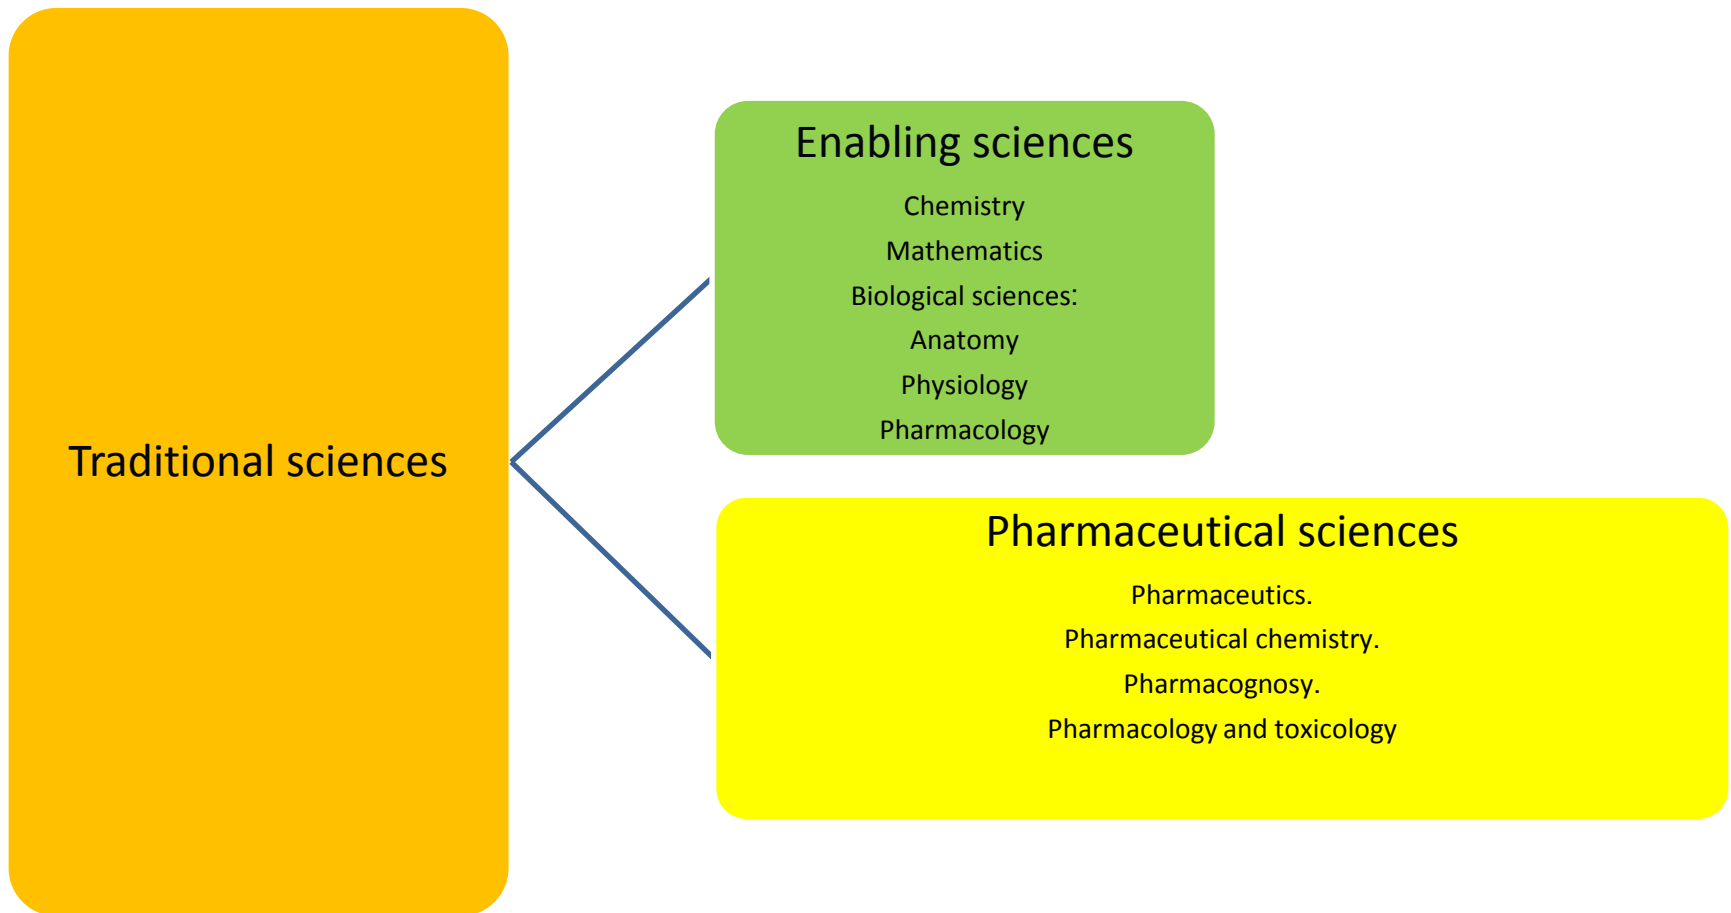 Traditional sciences
Enabling sciences
Chemistry
Mathematics
Biological sciences:
Anatomy
Physiology
Pharmacology
Pharmaceutical sciences
Pharmaceutics.
Pharmaceutical chemistry.
Pharmacognosy.
Pharmacology and toxicology